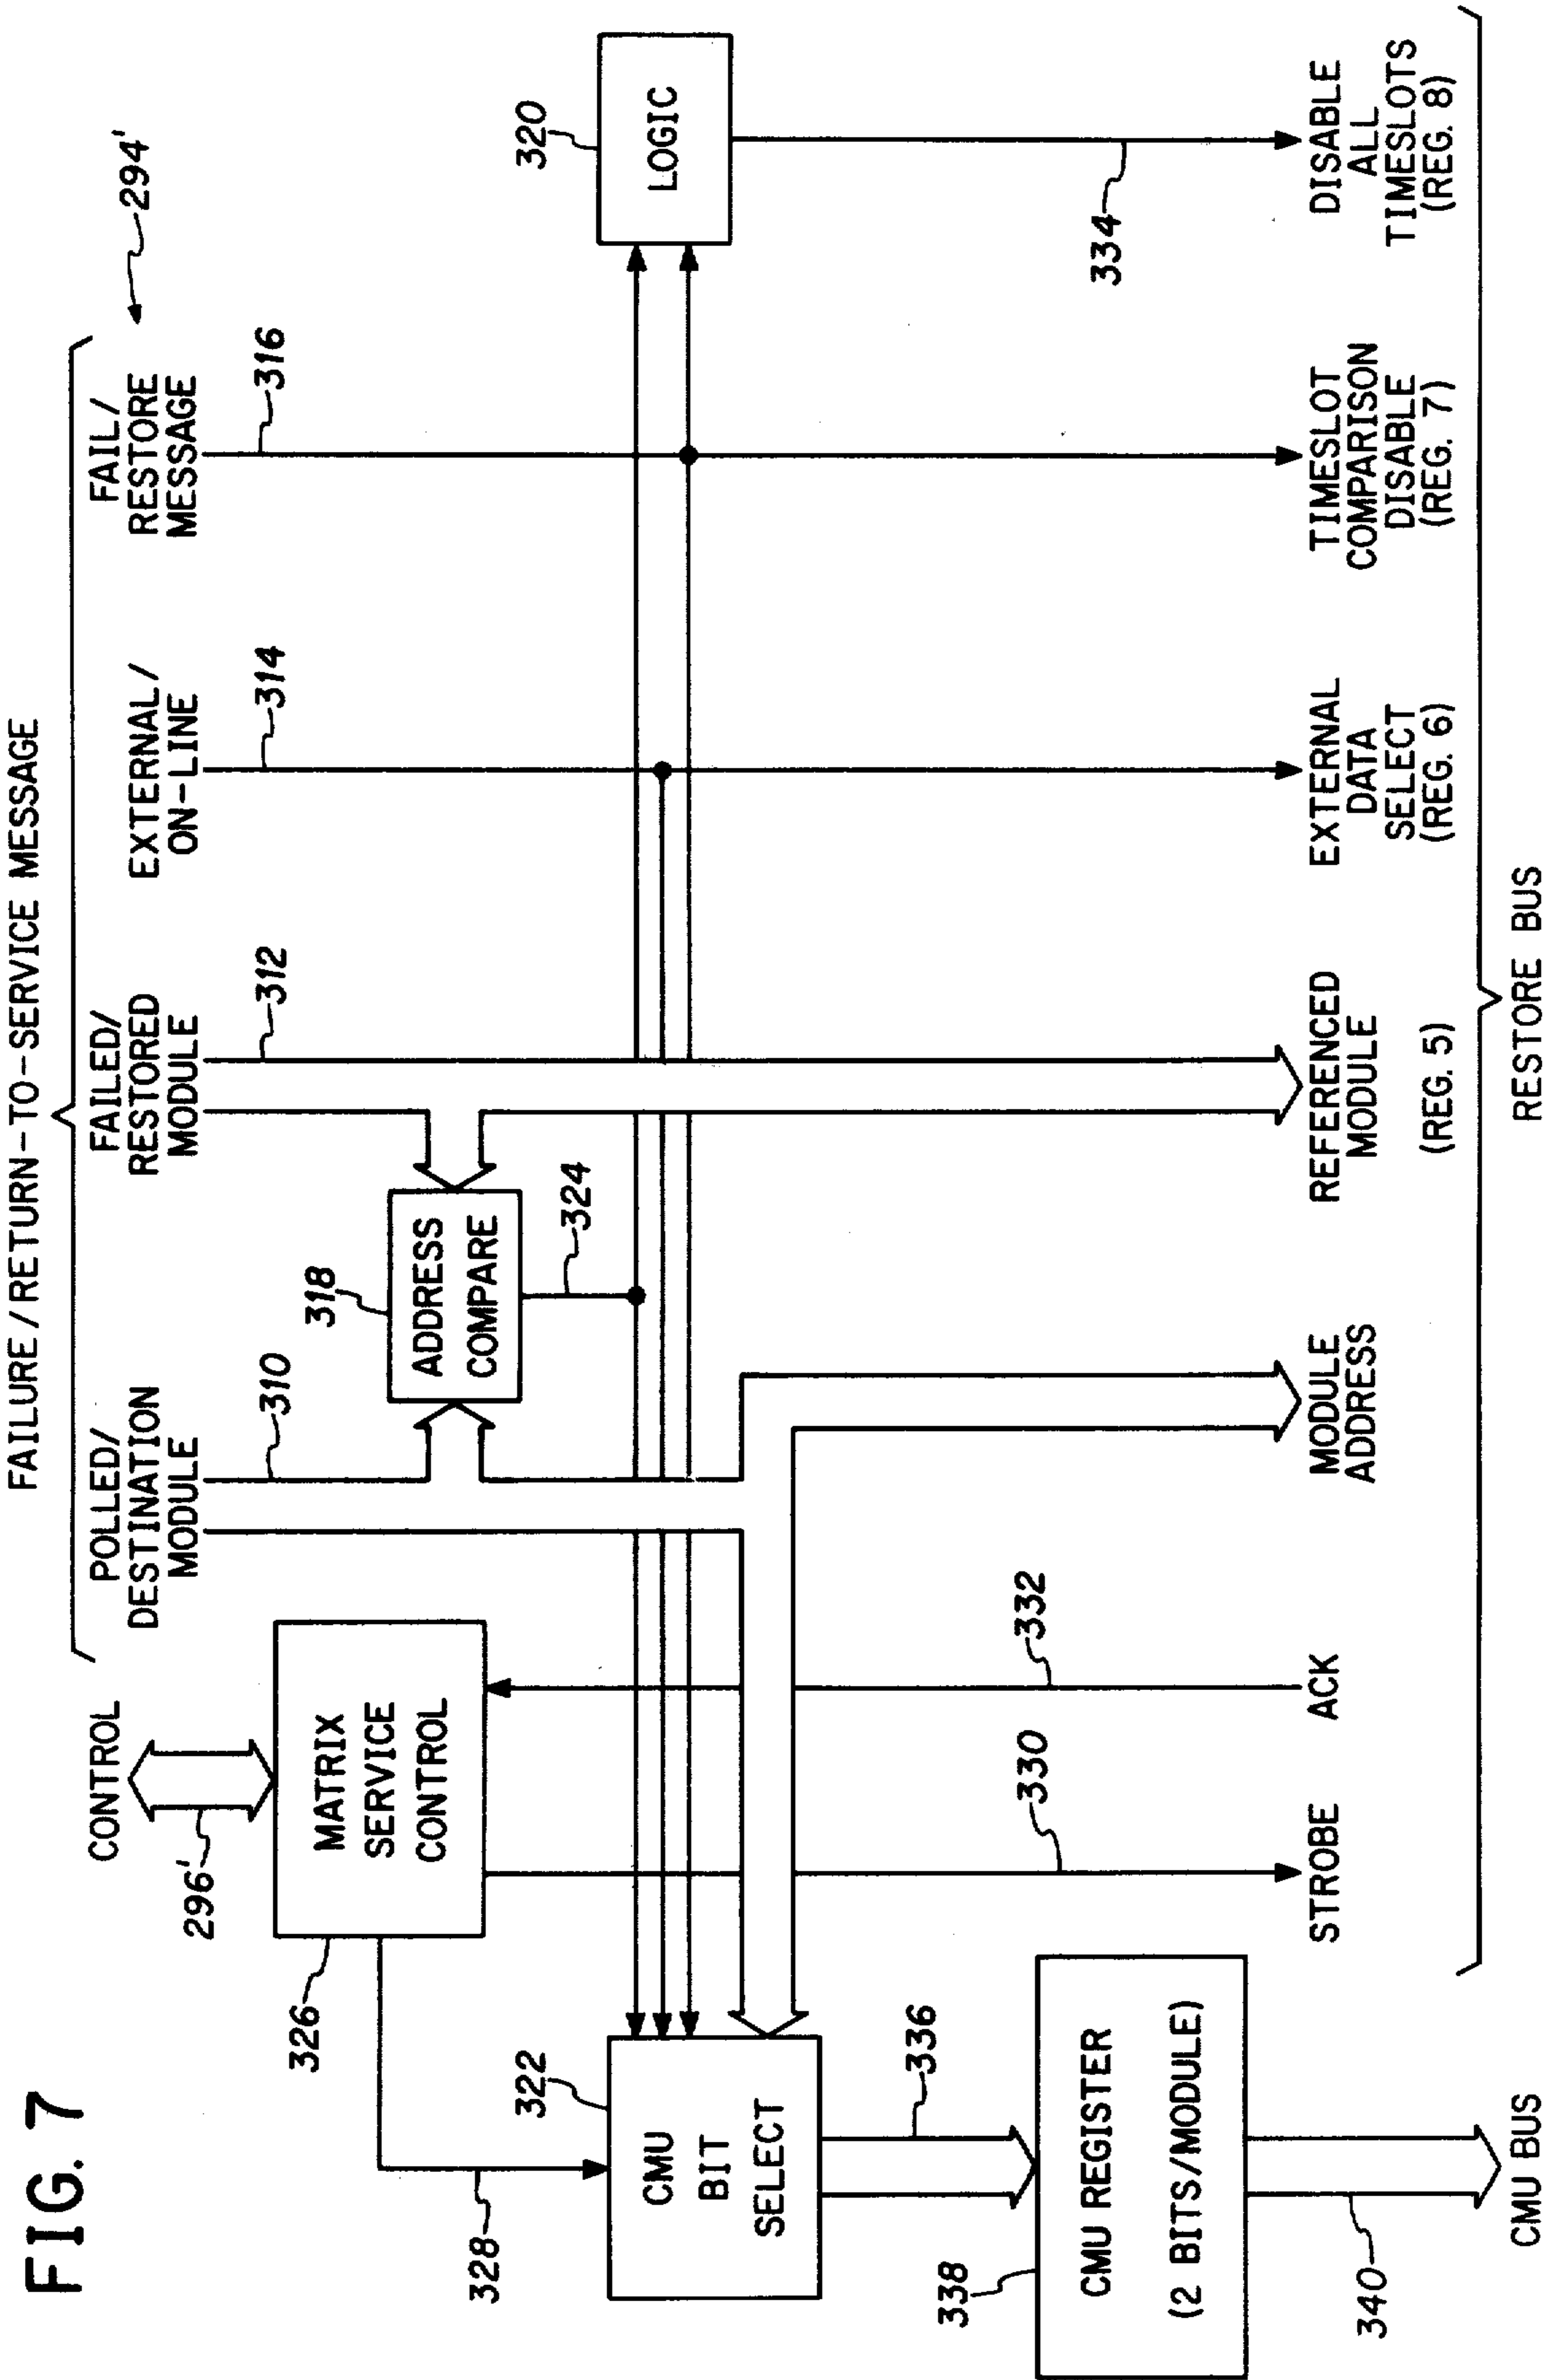 FIG. 7
FAILURE/RETURN-TO-SERVICE MESSAGE
294'
CONTROL
296'
POLLED/
DESTINATION
MODULE
310
FAILED/
RESTORED
MODULE
312
EXTERNAL/
ON-LINE
314
FAIL/
RESTORE
MESSAGE
316
326
MATRIX
SERVICE
CONTROL
318
ADDRESS
COMPARE
324
320
LOGIC
328
322
CMU
BIT
SELECT
336
338
CMU REGISTER
(2 BITS/MODULE)
340
CMU BUS
330
332
334
STROBE
ACK
MODULE
ADDRESS
REFERENCED
MODULE
(REG. 5)
EXTERNAL
DATA
SELECT
(REG. 6)
TIMESLOT
COMPARISON
DISABLE
(REG. 7)
DISABLE
ALL
TIMESLOTS
(REG. 8)
RESTORE BUS